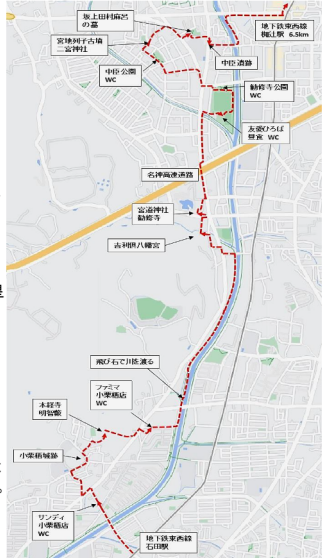 坂上田村麻呂
の墓
地下鉄東西線
椥辻駅 6.5km
宮地列子古墳
二宮神社
中臣遺跡
中臣公園
WC
勧修寺公園
WC
友愛ひろば
昼食 WC
名神高速道路
宮道神社
勧修寺
吉利倶八幡宮
飛び石で川を渡る
ファミマ
小栗栖店
WC
本経寺
明智藪
小栗栖城跡
サンディ
小栗栖店
WC
地下鉄東西線
石田駅